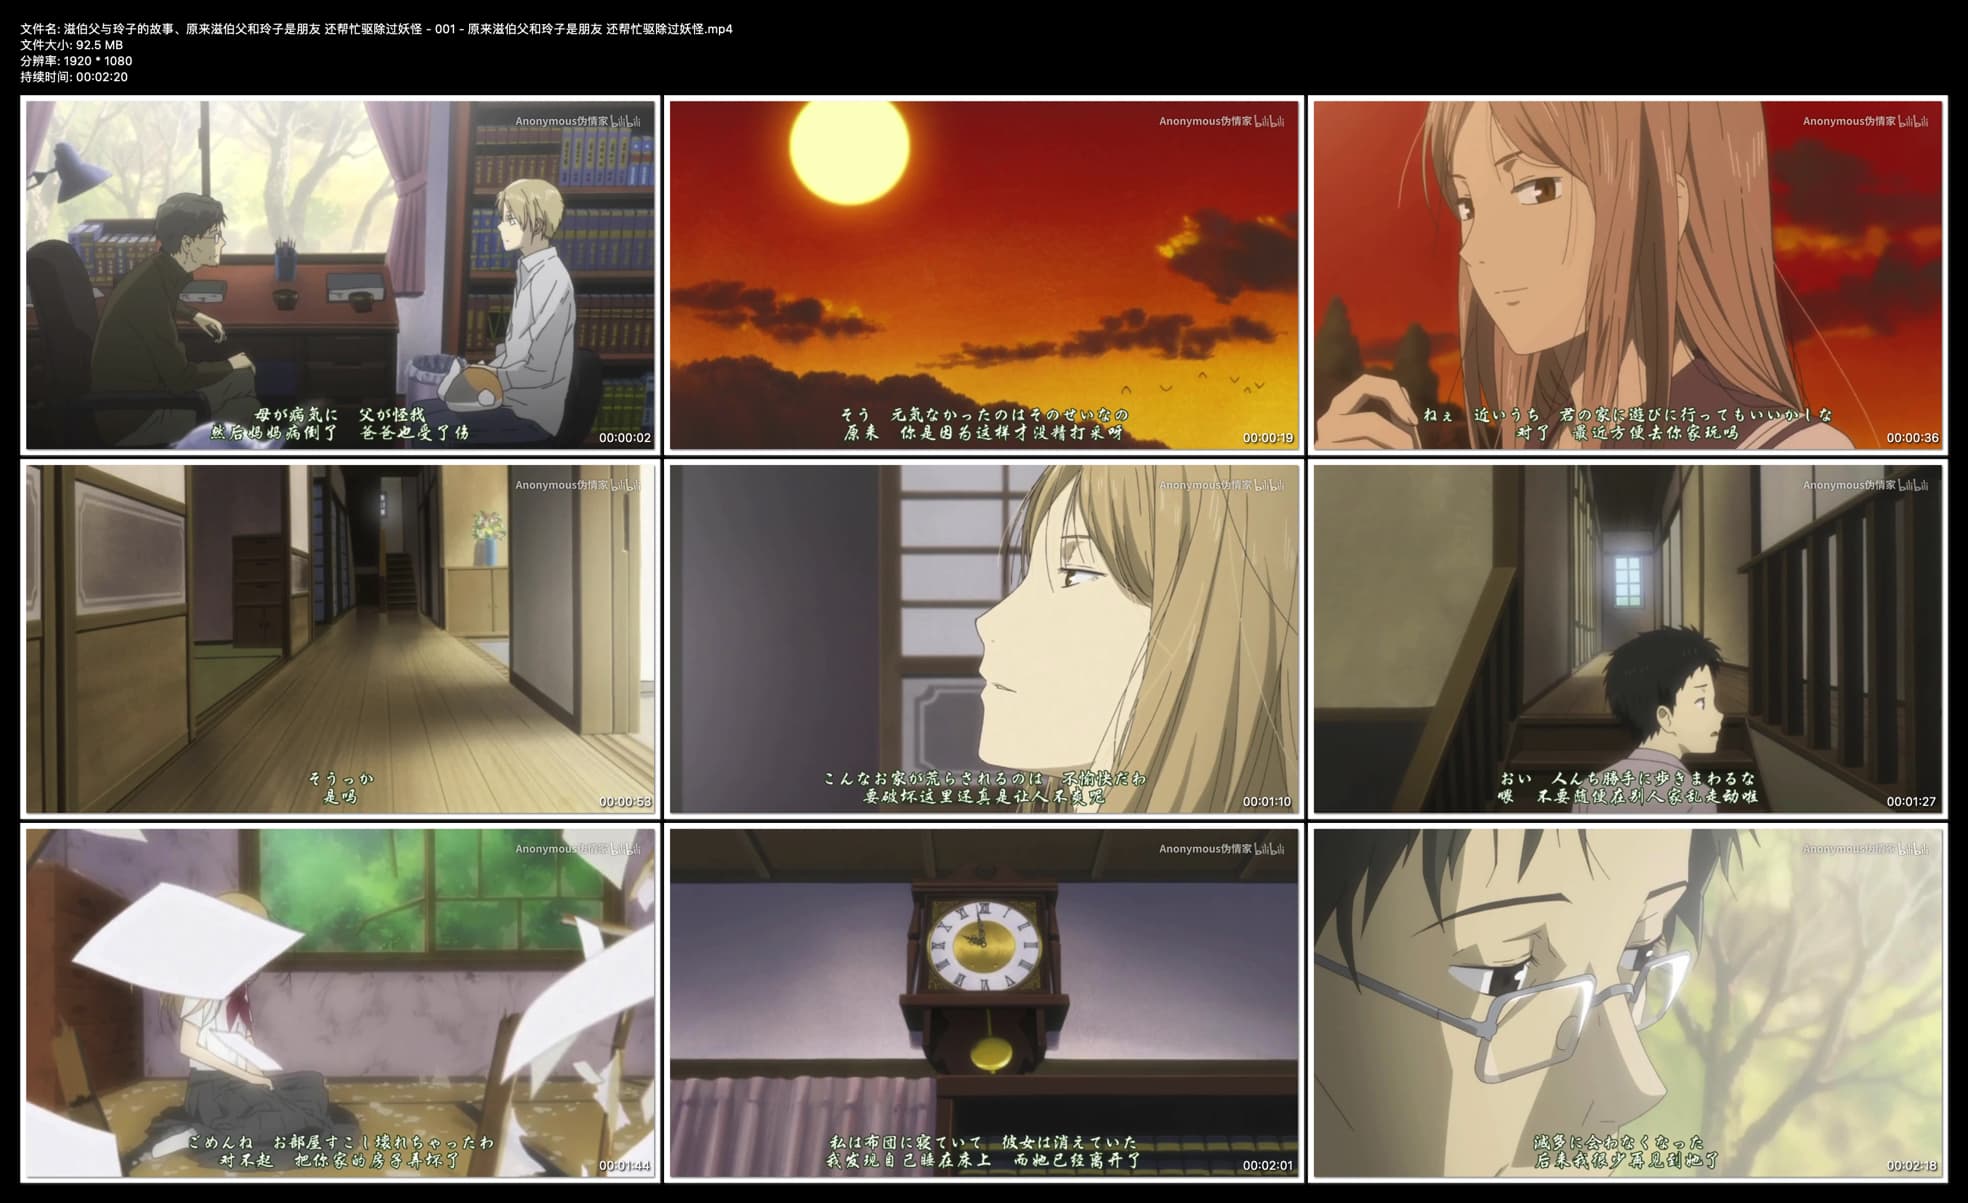 文件名: 滋伯父与玲子的故事、原来滋伯父和玲子是朋友 还帮忙驱除过妖怪 - 001 - 原来滋伯父和玲子是朋友 还帮忙驱除过妖怪.mp4
文件大小: 92.5 MB
分辨率: 1920 * 1080
持续时间: 00:02:20
Anonymous伪情家 bilibili
母が病気に 父が怪我
然后妈妈病倒了 爸爸也受了伤
00:00:02
Anonymous伪情家 bilibili
そう 元気なかったのはそのせいなの
原来 你是因为这样才没精打采呀
00:00:19
Anonymous伪情家 bilibili
ねぇ 近いうち 君の家に遊びに行ってもいいかしな
对了 最近方便去你家玩吗
00:00:36
Anonymous伪情家 bilibili
そうっか
是吗
00:00:53
Anonymous伪情家 bilibili
こんなお家が荒らされるのは 不愉快だわ
要破坏这里还真是让人不爽呢
00:01:10
Anonymous伪情家 bilibili
おい 人んち勝手に歩きまわるな
喂 不要随便在别人家乱走动啦
00:01:27
Anonymous伪情家 bilibili
ごめんね お部屋すこし壊れちゃったわ
对不起 把你家的房子弄坏了
00:01:44
Anonymous伪情家 bilibili
私は布団に寝ていて 彼女は消えていた
我发现自己睡在床上 而她已经离开了
00:02:01
Anonymous伪情家 bilibili
滅多に会わなくなった
后来我很少再见到她了
00:02:18